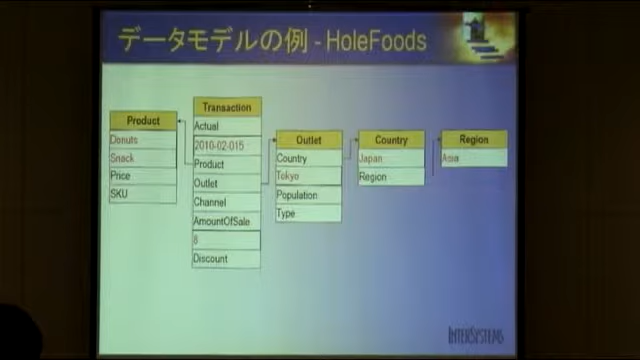 データモデルの例 - HoleFoods
Product
Donuts
Snack
Price
SKU
Transaction
Actual
2010-02-015
Product
Outlet
Channel
AmountOfSale
6
Discount
Outlet
Country
Tokyo
Population
Type
Country
Japan
Region
Region
Asia
INTERSYSTEMS